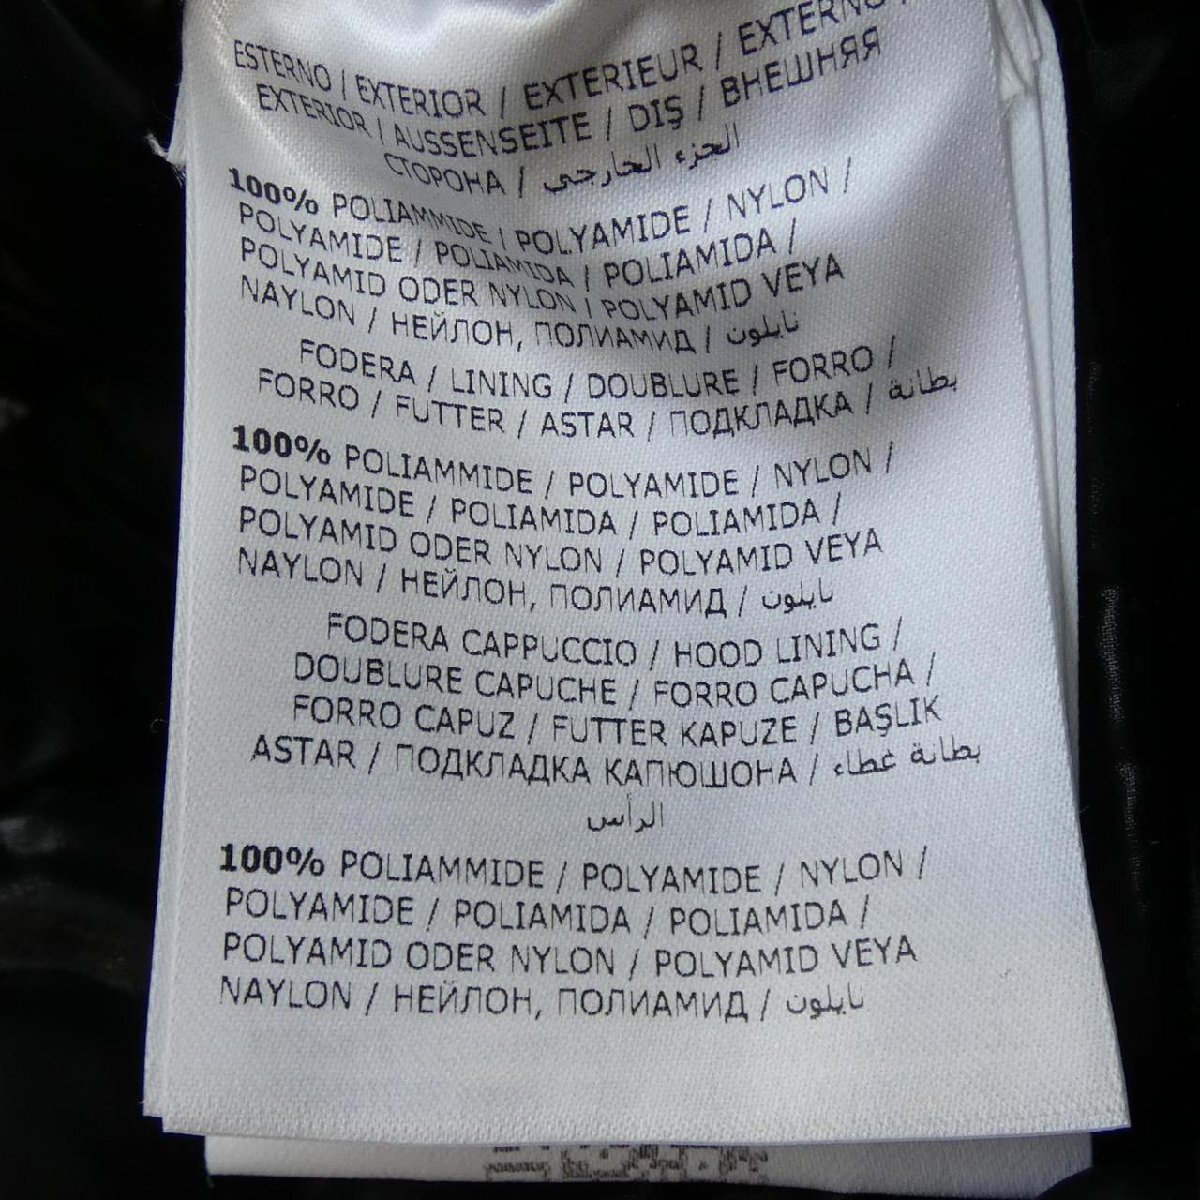 ESTERNO / EXTERIOR / EXTERIEUR / EXTERNO /
EXTERIOR / AUSSENSEITE / DIŞ / ВНЕШНЯЯ
СТОРОНА / الجزء الخارجي
100% POLIAMMIDE / POLYAMIDE / NYLON /
POLYAMIDE / POLIAMIDA / POLIAMIDA /
POLYAMID ODER NYLON / POLYAMID VEYA
NAYLON / НЕЙЛОН, ПОЛИАМИД / نايلون
FODERA / LINING / DOUBLURE / FORRO /
FORRO / FUTTER / ASTAR / ПОДКЛАДКА / بطانة
100% POLIAMMIDE / POLYAMIDE / NYLON /
POLYAMIDE / POLIAMIDA / POLIAMIDA /
POLYAMID ODER NYLON / POLYAMID VEYA
NAYLON / НЕЙЛОН, ПОЛИАМИД / نايلون
FODERA CAPPUCCIO / HOOD LINING /
DOUBLURE CAPUCHE / FORRO CAPUCHA /
FORRO CAPUZ / FUTTER KAPUZE / BAŞLIK
ASTAR / ПОДКЛАДКА КАПЮШОНА / بطانة غطاء
الرأس
100% POLIAMMIDE / POLYAMIDE / NYLON /
POLYAMIDE / POLIAMIDA / POLIAMIDA /
POLYAMID ODER NYLON / POLYAMID VEYA
NAYLON / НЕЙЛОН, ПОЛИАМИД / نايلون